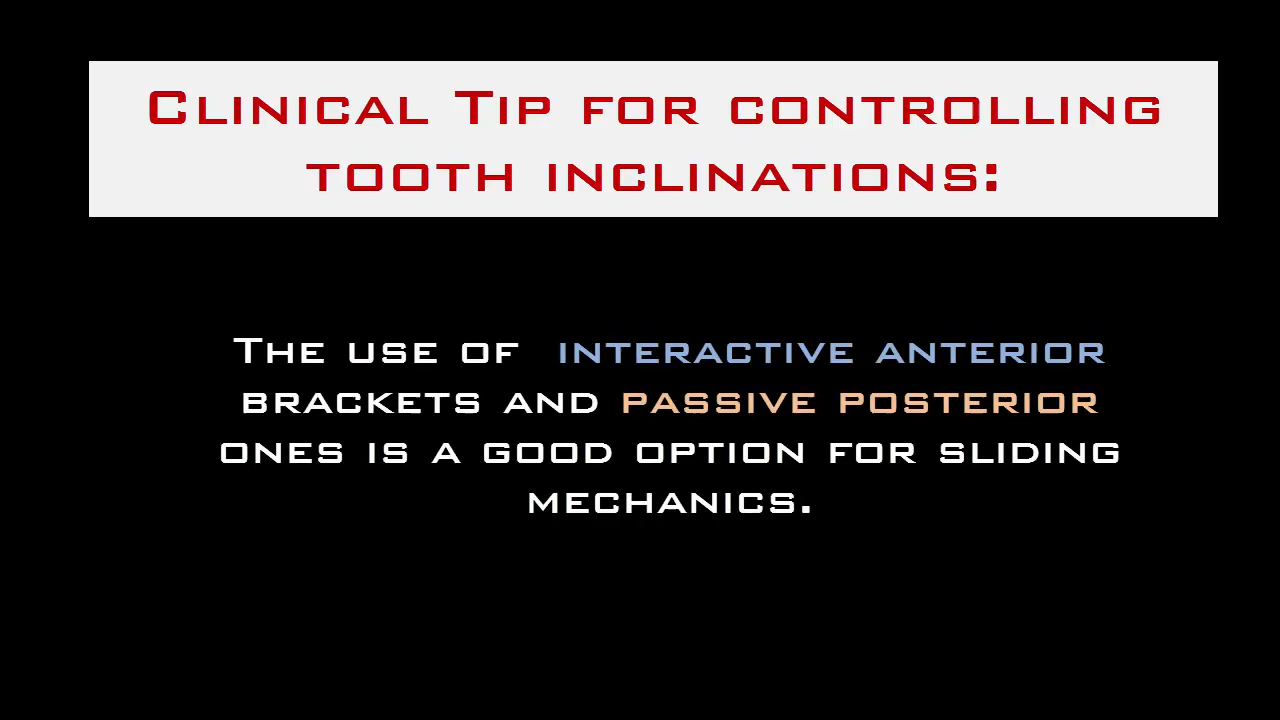 Clinical Tip for controlling
tooth inclinations:
The use of interactive anterior
brackets and passive posterior
ones is a good option for sliding
mechanics.